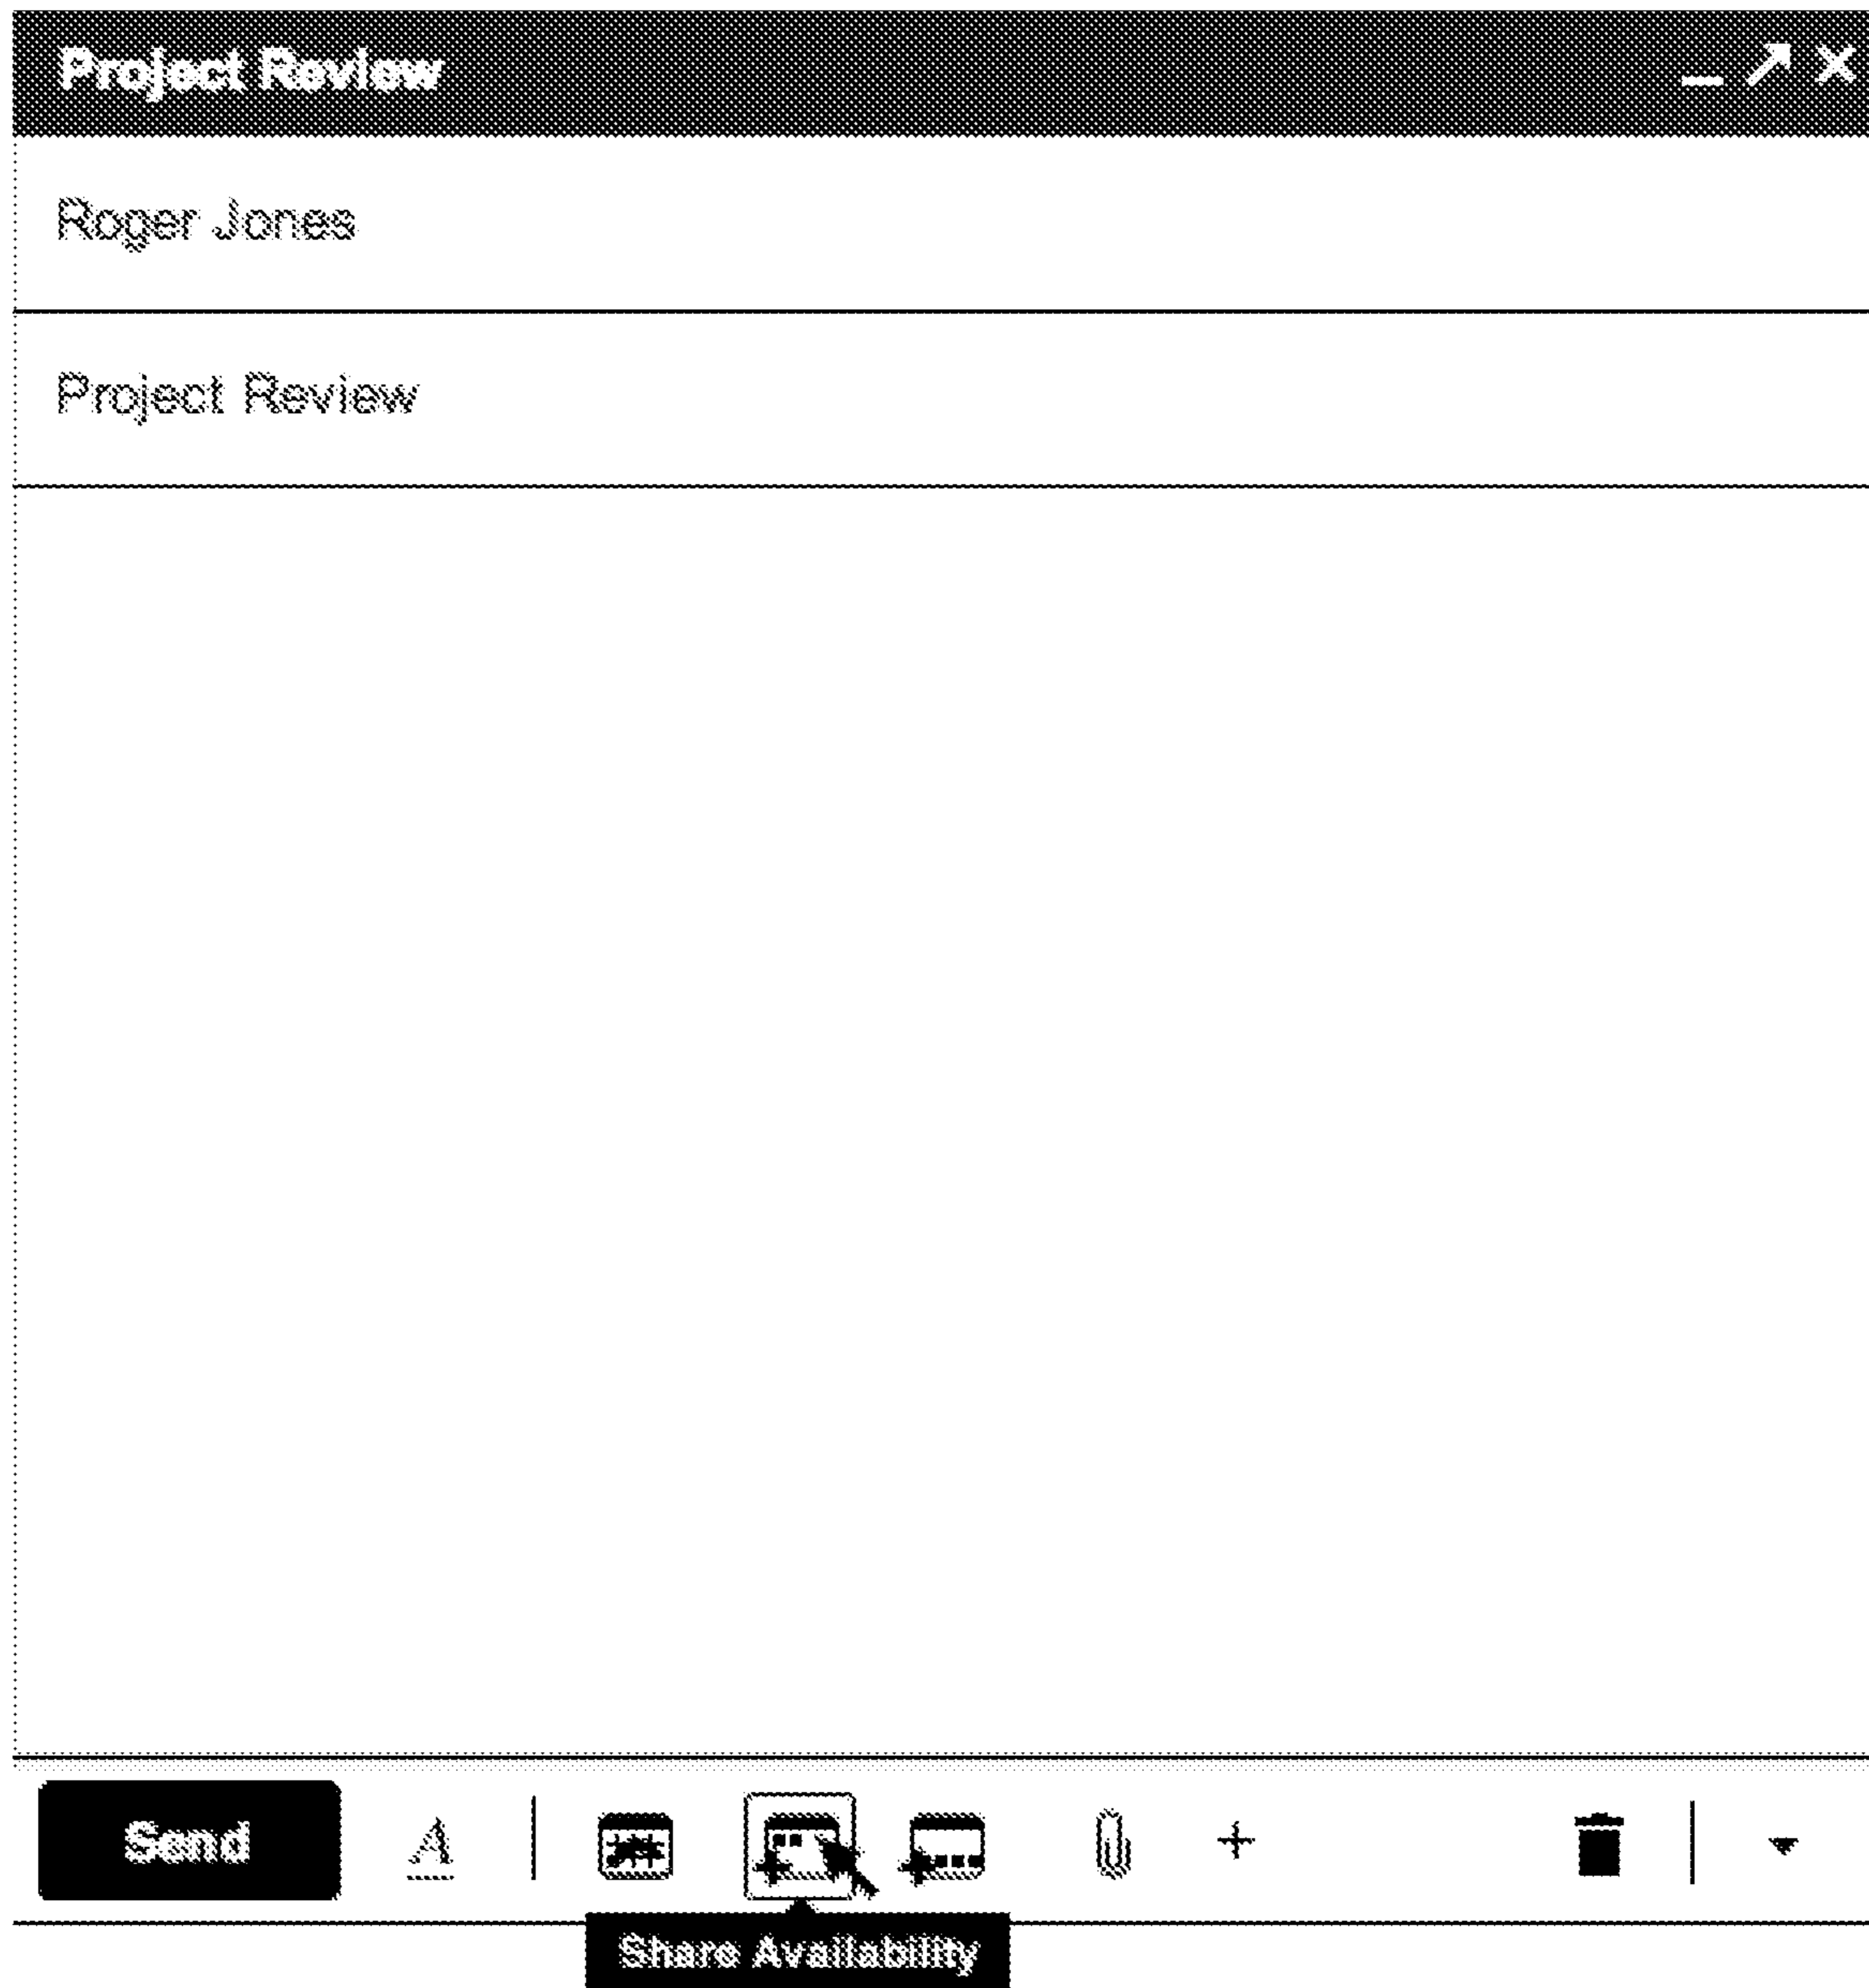 Project Review
Roger Jones
Project Review
Send
Share Availability